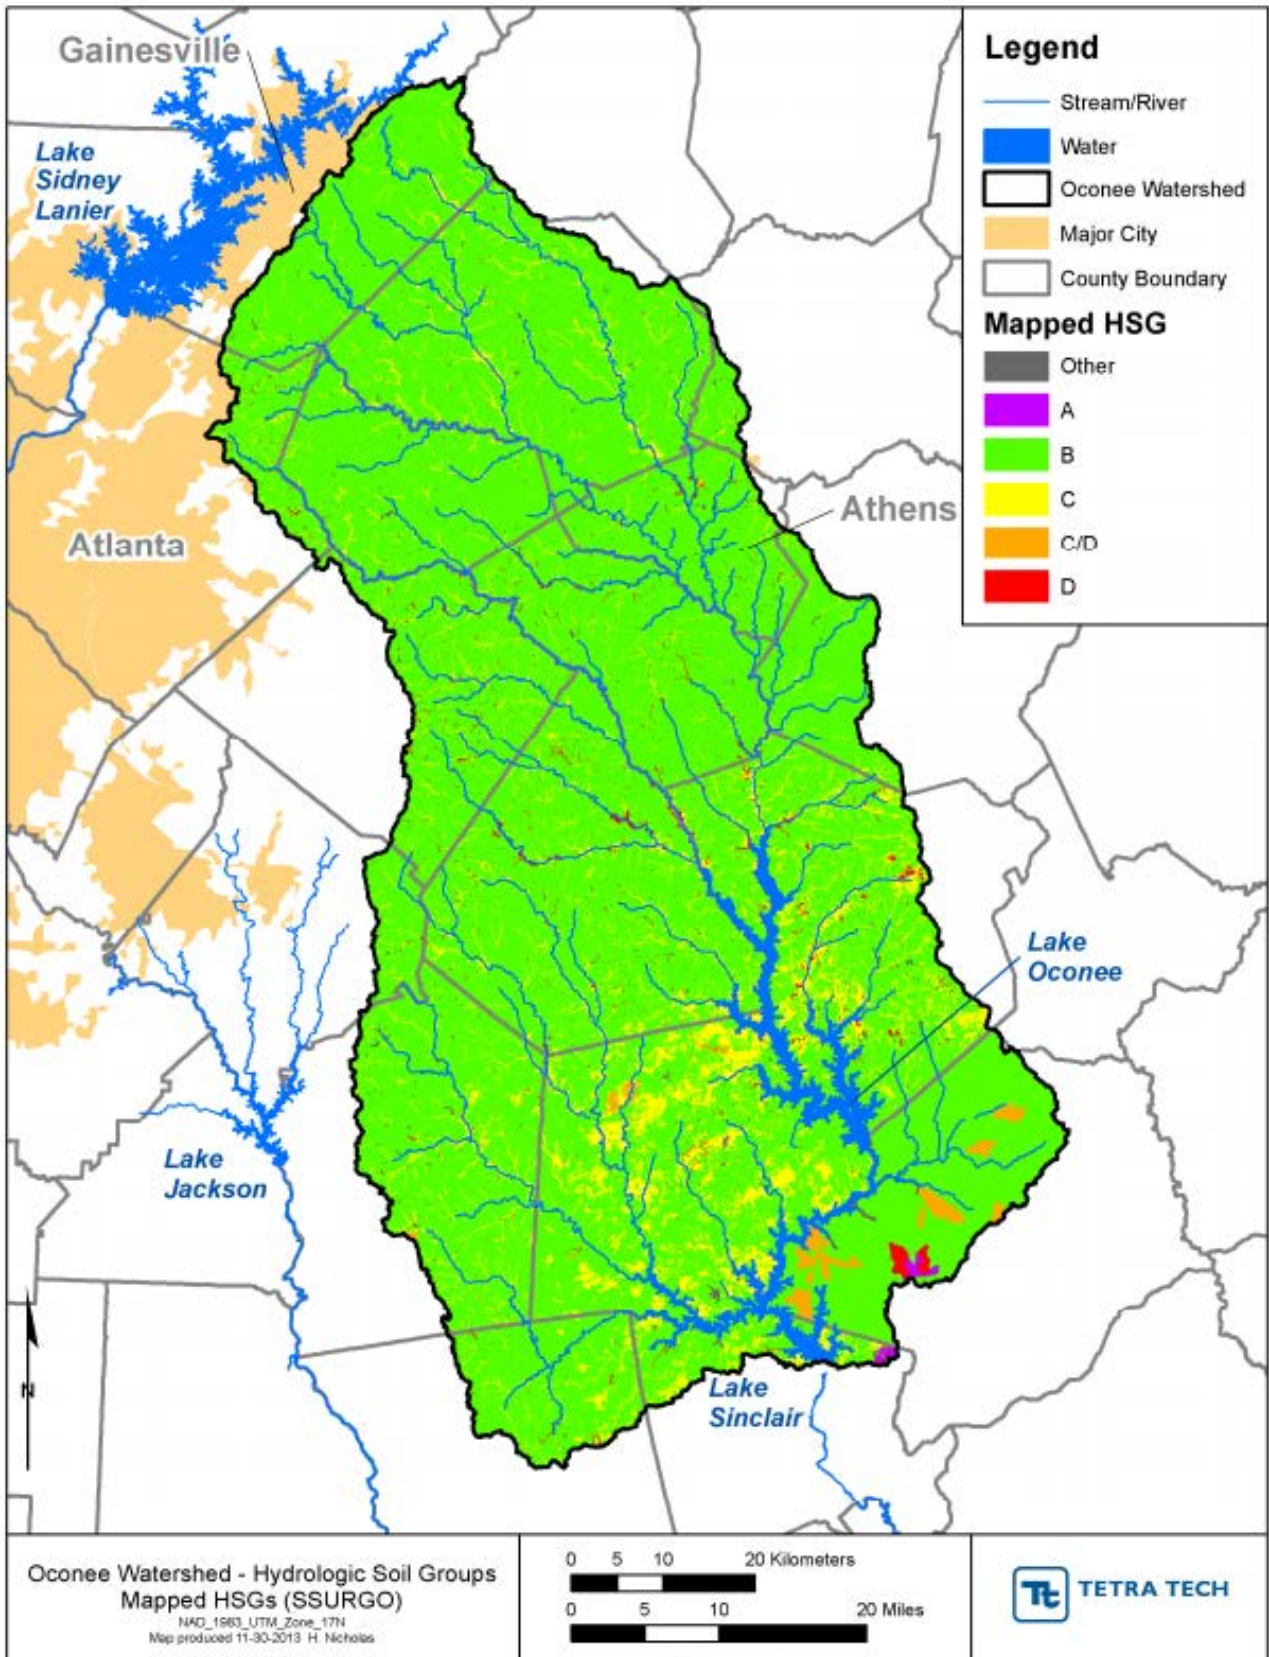 Gainesville
Lake
Sidney
Lanier
Atlanta
Athens
Lake
Oconee
Lake
Jackson
Lake
Sinclair
N
Legend
Stream/River
Water
Oconee Watershed
Major City
County Boundary
Mapped HSG
Other
A
B
C
C/D
D
Oconee Watershed - Hydrologic Soil Groups
Mapped HSGs (SSURGO)
NAD_1983_UTM_Zone_17N
Map produced 11-30-2013 H. Nicholas
0 5 10 20 Kilometers
0 5 10 20 Miles
Tt TETRA TECH